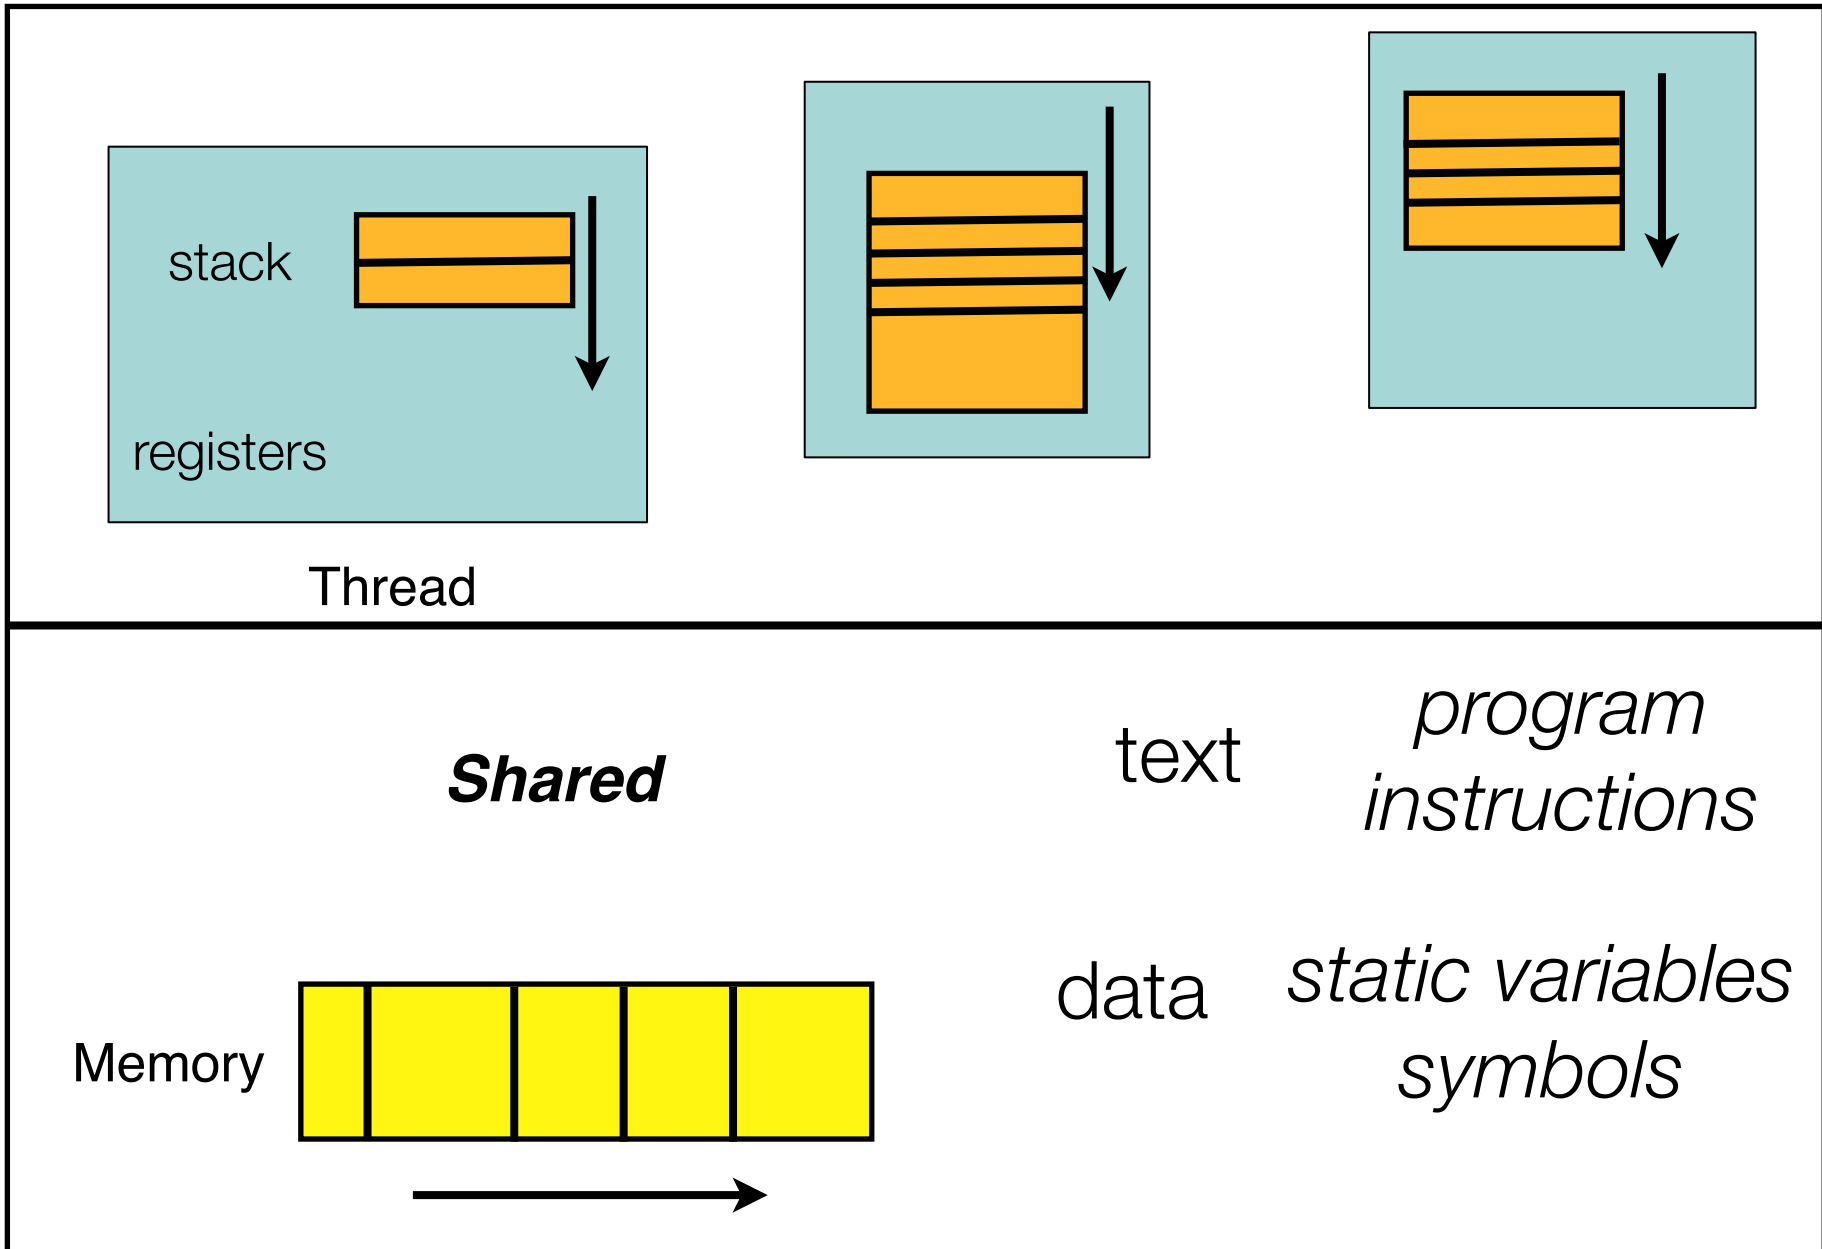 stack
registers
Thread
Shared
text
program
instructions
data
static variables
symbols
Memory